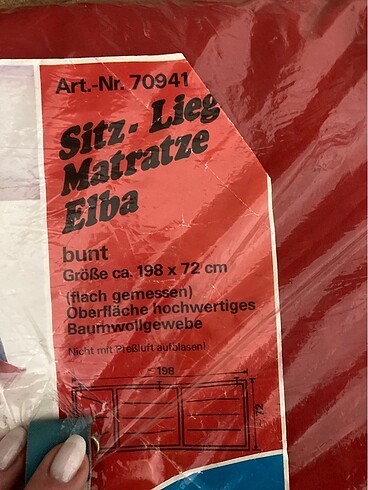 Art.-Nr. 70941
Sitz- Lieg
Matratze
Elba
bunt
Größe ca. 198 x 72 cm
(flach gemessen)
Oberfläche hochwertiges
Baumwollgewebe
Nicht mit Preßluft aufblasen!
198
72